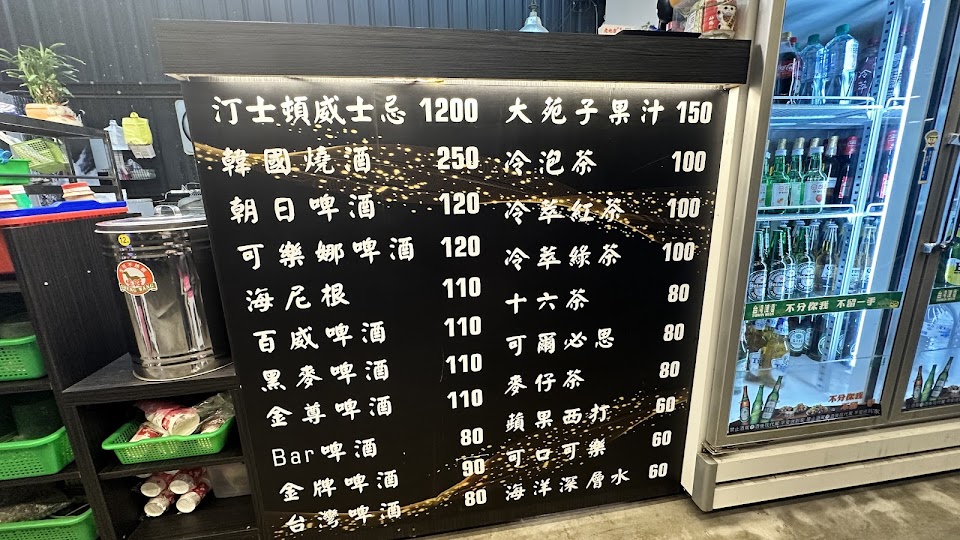 汀士頓威士忌 1200
韓國燒酒 250
朝日啤酒 120
可樂娜啤酒 120
海尼根 110
百威啤酒 110
黑麥啤酒 110
金尊啤酒 110
Bar啤酒 80
金牌啤酒 90
台灣啤酒 80
大苑子果汁 150
冷泡茶 100
冷萃紅茶 100
冷萃綠茶 100
十六茶 80
可爾必思 80
麥仔茶 80
蘋果西打 60
可口可樂 60
海洋深層水 60
不分你我 不留一手